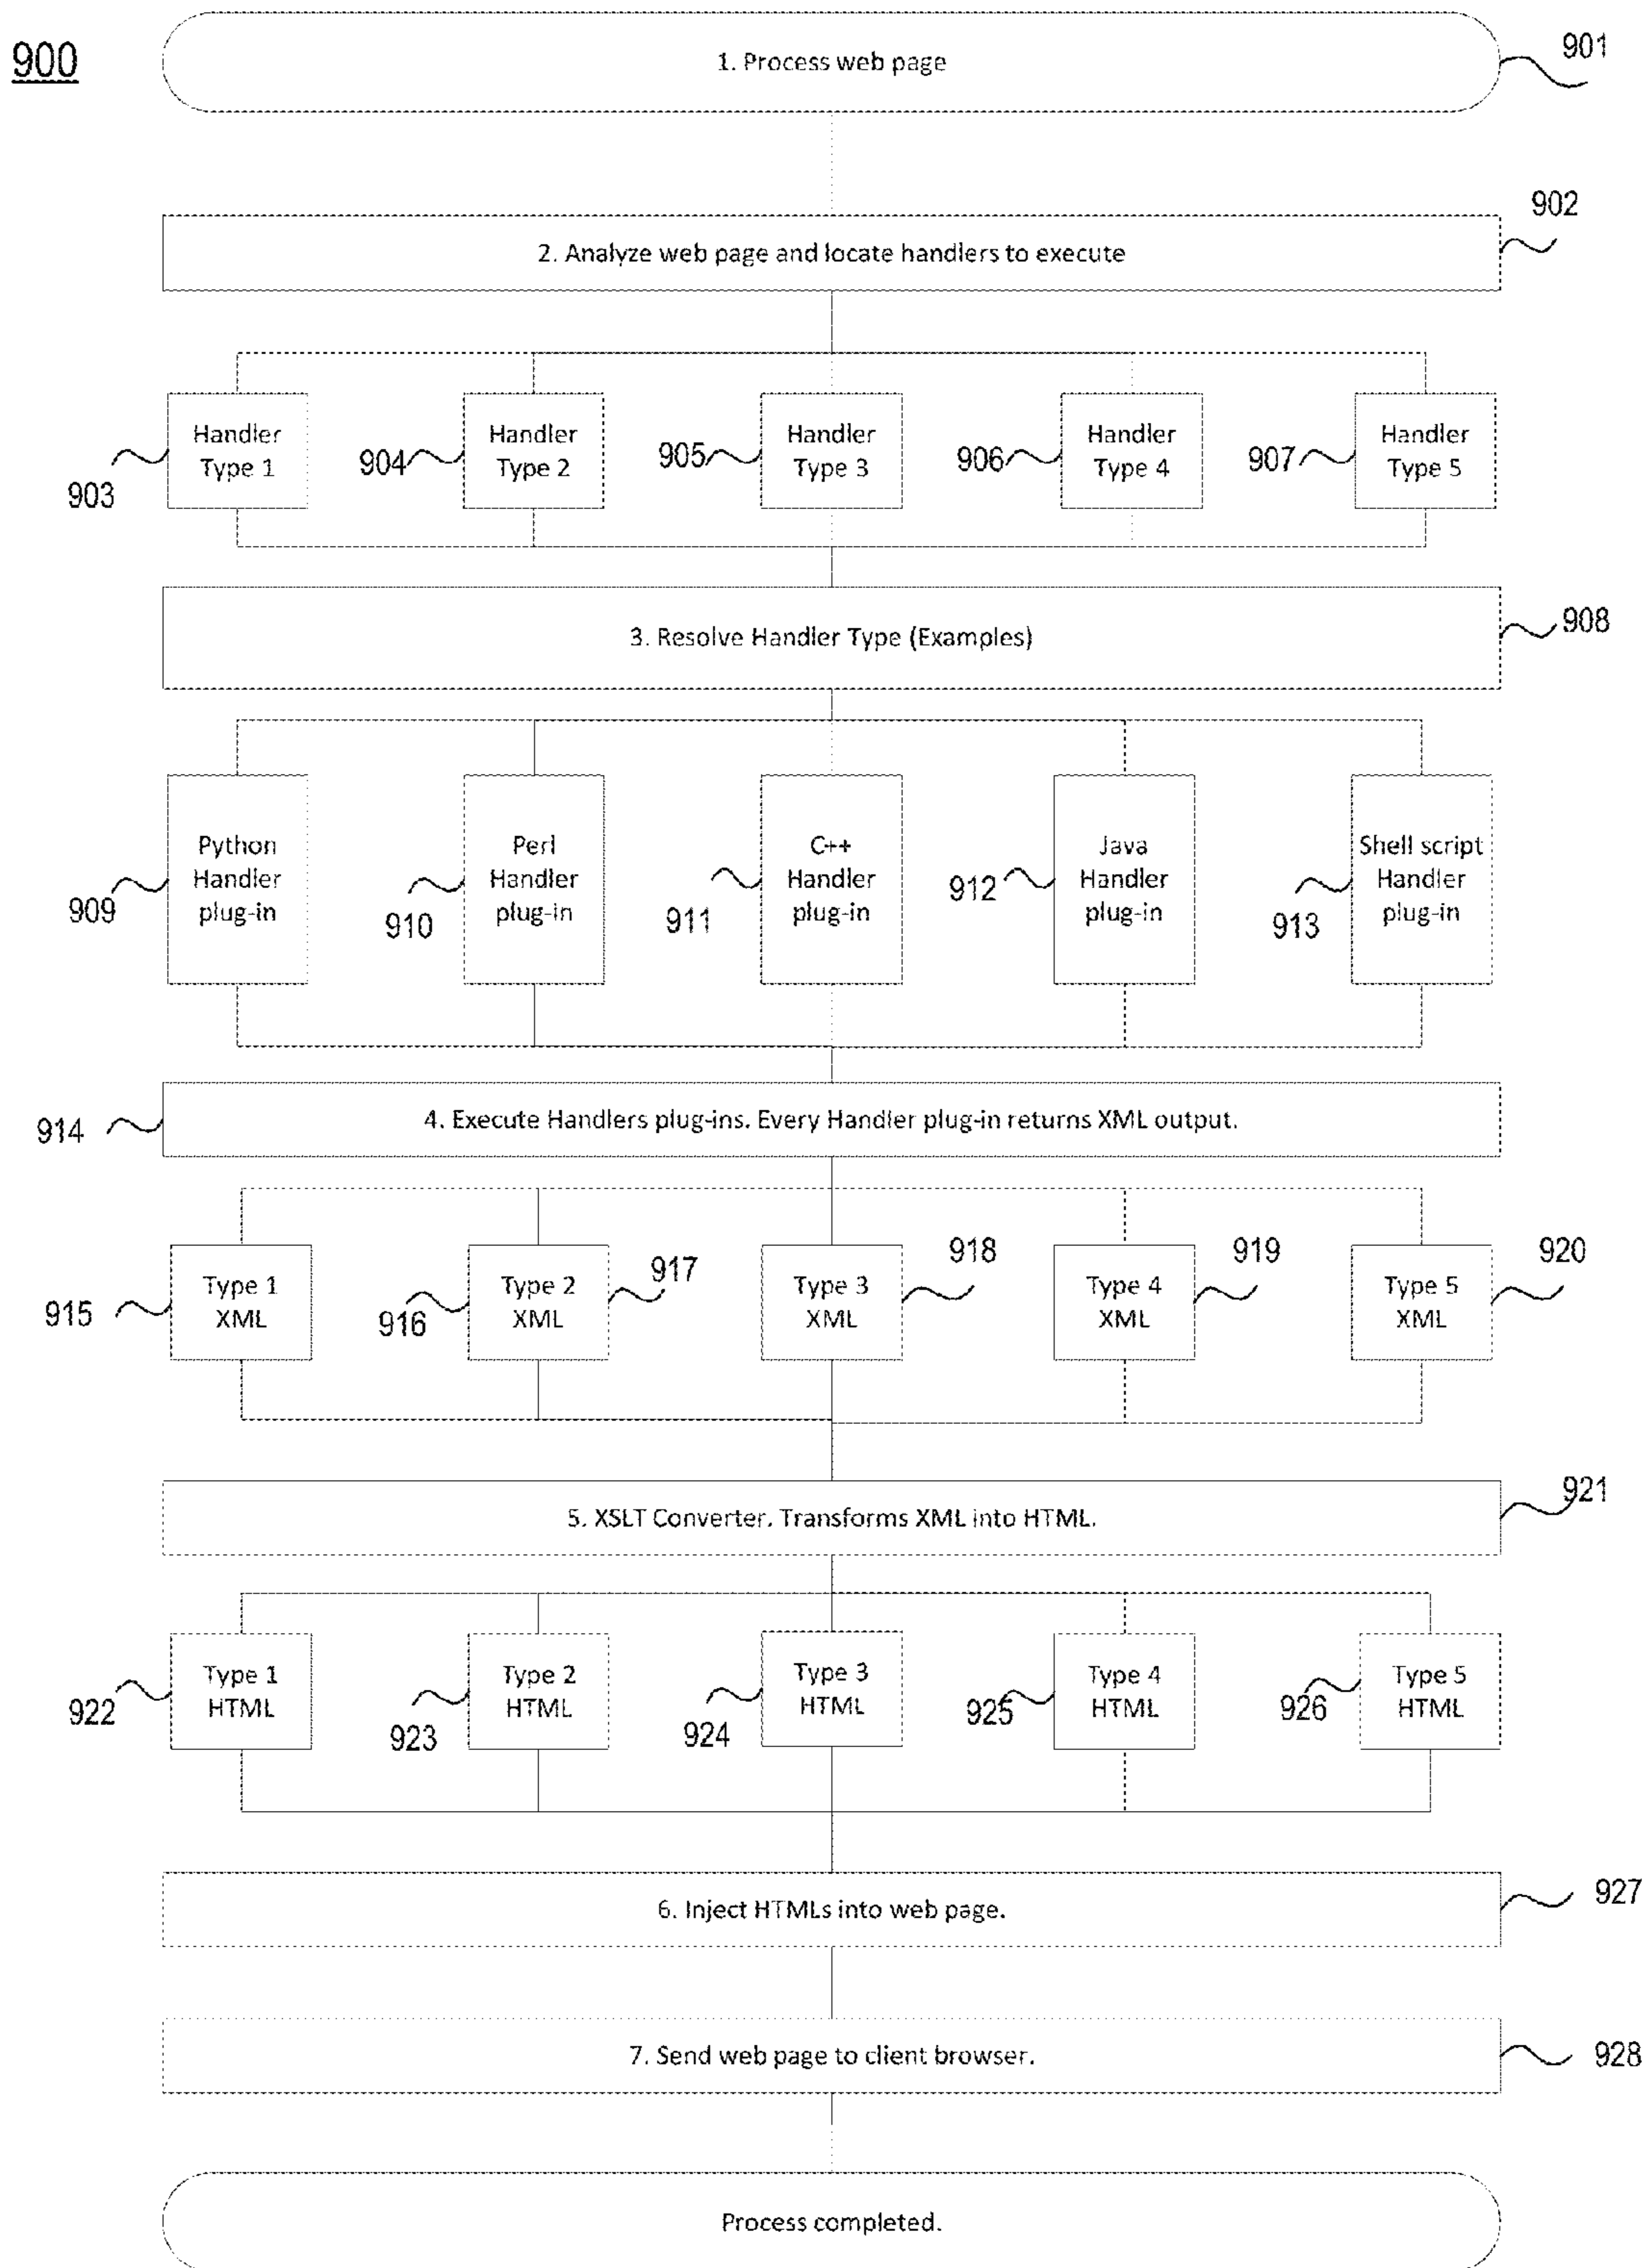 900
1. Process web page
901
2. Analyze web page and locate handlers to execute
902
Handler
Type 1
903
Handler
Type 2
904
Handler
Type 3
905
Handler
Type 4
906
Handler
Type 5
907
3. Resolve Handler Type (Examples)
908
Python
Handler
plug-in
909
Perl
Handler
plug-in
910
C++
Handler
plug-in
911
Java
Handler
plug-in
912
Shell script
Handler
plug-in
913
4. Execute Handlers plug-ins. Every Handler plug-in returns XML output.
914
Type 1
XML
915
Type 2
XML
916
917
Type 3
XML
918
Type 4
XML
919
Type 5
XML
920
5. XSLT Converter. Transforms XML into HTML.
921
Type 1
HTML
922
Type 2
HTML
923
Type 3
HTML
924
Type 4
HTML
925
Type 5
HTML
926
6. Inject HTMLs into web page.
927
7. Send web page to client browser.
928
Process completed.